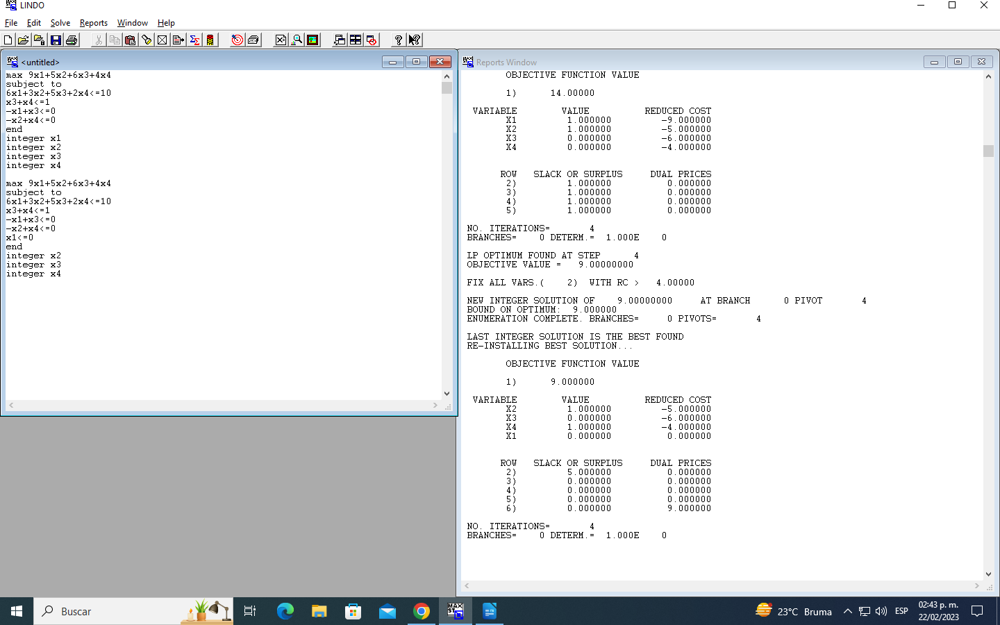 LINDO
File Edit Solve Reports Window Help
<untitled>
max 9x1+5x2+6x3+4x4
subject to
6x1+3x2+5x3+2x4<=10
x3+x4<=1
-x1+x3<=0
-x2+x4<=0
end
integer x1
integer x2
integer x3
integer x4
max 9x1+5x2+6x3+4x4
subject to
6x1+3x2+5x3+2x4<=10
x3+x4<=1
-x1+x3<=0
-x2+x4<=0
x1<=0
end
integer x2
integer x3
integer x4
Reports Window
OBJECTIVE FUNCTION VALUE
1) 14.00000
VARIABLE VALUE REDUCED COST
X1 1.000000 -9.000000
X2 1.000000 -5.000000
X3 0.000000 -6.000000
X4 0.000000 -4.000000
ROW SLACK OR SURPLUS DUAL PRICES
2) 1.000000 0.000000
3) 1.000000 0.000000
4) 1.000000 0.000000
5) 1.000000 0.000000
NO. ITERATIONS= 4
BRANCHES= 0 DETERM.= 1.000E 0
LP OPTIMUM FOUND AT STEP 4
OBJECTIVE VALUE = 9.00000000
FIX ALL VARS.( 2) WITH RC > 4.00000
NEW INTEGER SOLUTION OF 9.00000000 AT BRANCH 0 PIVOT 4
BOUND ON OPTIMUM: 9.000000
ENUMERATION COMPLETE. BRANCHES= 0 PIVOTS= 4
LAST INTEGER SOLUTION IS THE BEST FOUND
RE-INSTALLING BEST SOLUTION...
OBJECTIVE FUNCTION VALUE
1) 9.000000
VARIABLE VALUE REDUCED COST
X2 1.000000 -5.000000
X3 0.000000 -6.000000
X4 1.000000 -4.000000
X1 0.000000 0.000000
ROW SLACK OR SURPLUS DUAL PRICES
2) 5.000000 0.000000
3) 0.000000 0.000000
4) 0.000000 0.000000
5) 0.000000 0.000000
6) 0.000000 9.000000
NO. ITERATIONS= 4
BRANCHES= 0 DETERM.= 1.000E 0
Buscar
23°C Bruma
ESP
02:43 p. m.
22/02/2023